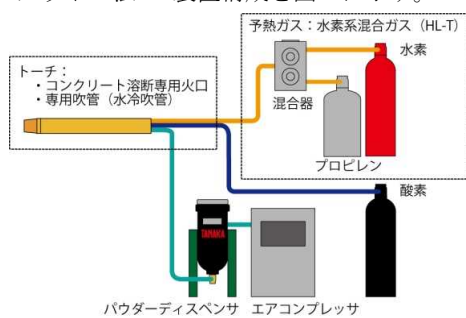 予熱ガス：水素系混合ガス（HL-T）
水素
トーチ：
・コンクリート溶断専用火口
・専用吹管（水冷吹管）
混合器
プロピレン
酸素
TANAKA
パウダーディスペンサ エアコンプレッサ